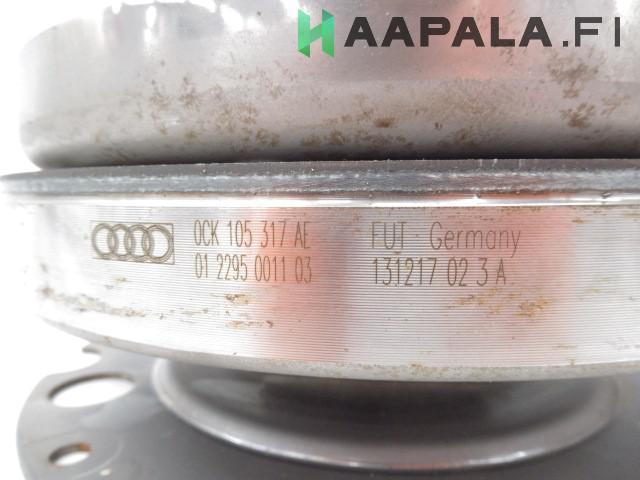 HAAPALA.FI
0CK 105 317 AE
01 2295 0011 03
FUT - Germany
131217 02 3 A